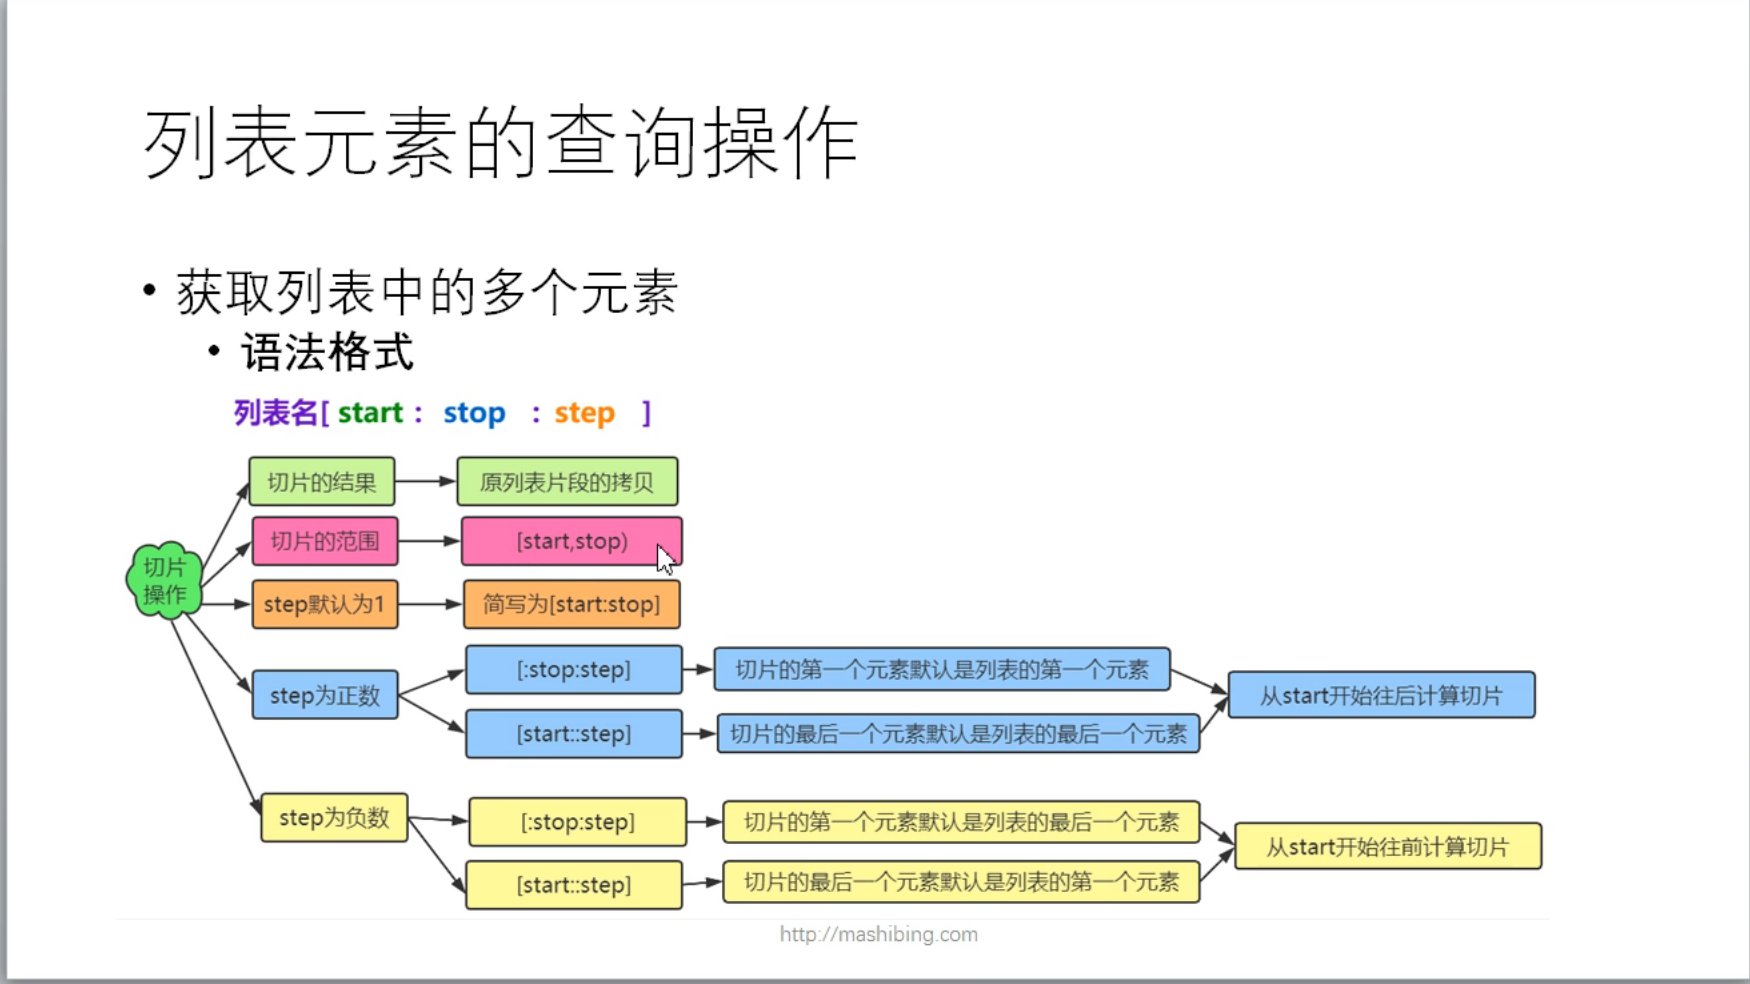 列表元素的查询操作
• 获取列表中的多个元素
• 语法格式
列表名[ start : stop : step ]
切片的结果
原列表片段的拷贝
切片的范围
[start,stop)
切片
操作
step默认为1
简写为[start:stop]
step为正数
[:stop:step]
切片的第一个元素默认是列表的第一个元素
从start开始往后计算切片
[start::step]
切片的最后一个元素默认是列表的最后一个元素
step为负数
[:stop:step]
切片的第一个元素默认是列表的最后一个元素
从start开始往前计算切片
[start::step]
切片的最后一个元素默认是列表的第一个元素
http://mashibing.com